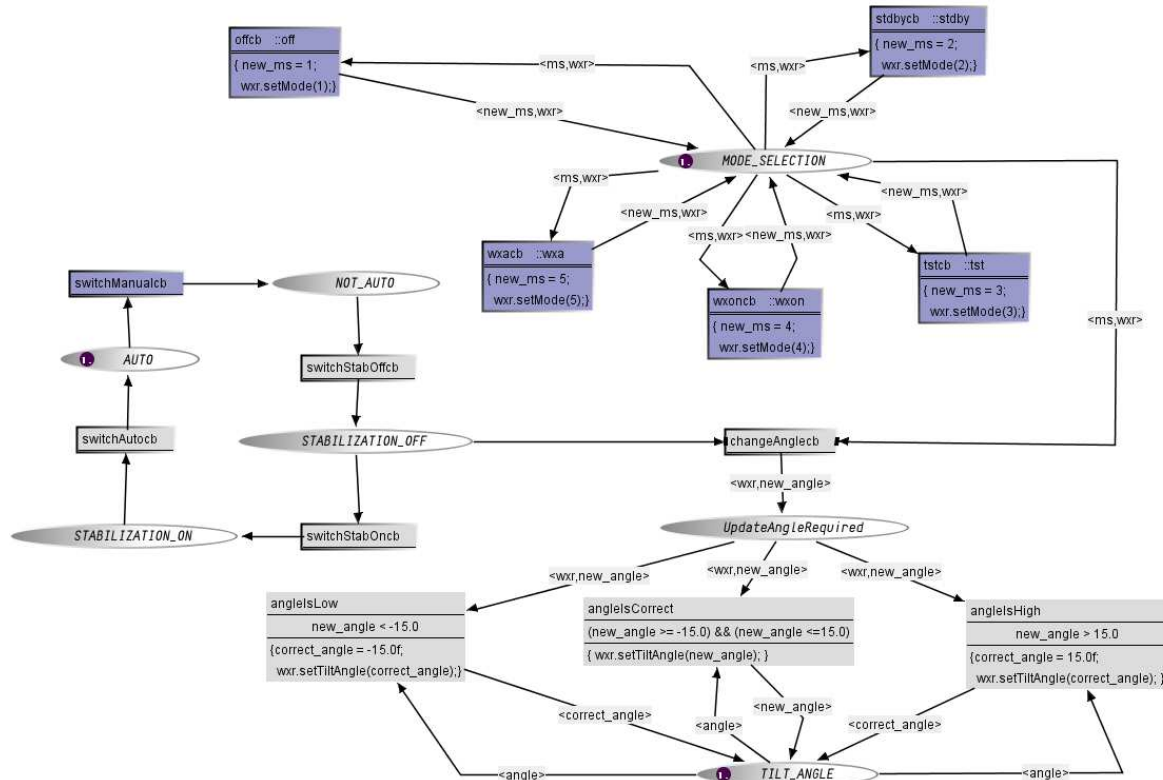 stdbycb ::stdby
{ new_ms = 2;
wxr.setMode(2);}
offcb ::off
{ new_ms = 1;
wxr.setMode(1);}
<ms,wxr>
<ms,wxr>
<new_ms,wxr>
<new_ms,wxr>
1. MODE_SELECTION
<ms,wxr>
<new_ms,wxr>
<ms,wxr>
<new_ms,wxr>
<ms,wxr>
<new_ms,wxr>
wxacb ::wxa
{ new_ms = 5;
wxr.setMode(5);}
wxoncb ::wxon
{ new_ms = 4;
wxr.setMode(4);}
tstcb ::tst
{ new_ms = 3;
wxr.setMode(3);}
<ms,wxr>
switchManualcb
NOT_AUTO
1. AUTO
switchStabOffcb
switchAutocb
STABILIZATION_OFF
changeAnglecb
<wxr,new_angle>
STABILIZATION_ON
switchStabOncb
UpdateAngleRequired
<wxr,new_angle>
<wxr,new_angle>
<wxr,new_angle>
angleIsLow
new_angle < -15.0
{correct_angle = -15.0f;
wxr.setTiltAngle(correct_angle);}
angleIsCorrect
(new_angle >= -15.0) && (new_angle <=15.0)
{ wxr.setTiltAngle(new_angle); }
angleIsHigh
new_angle > 15.0
{correct_angle = 15.0f;
wxr.setTiltAngle(correct_angle); }
<correct_angle>
<angle>
<new_angle>
<correct_angle>
<angle>
1. TILT_ANGLE
<angle>